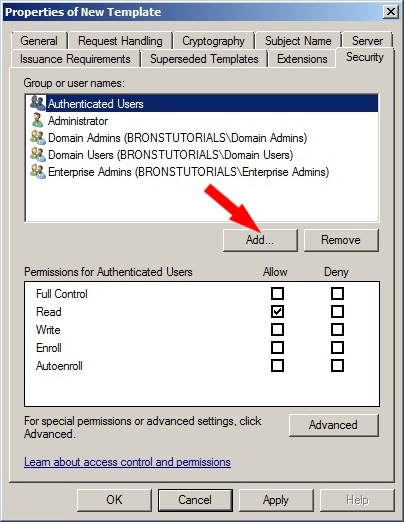 Properties of New Template
General Request Handling Cryptography Subject Name Server
Issuance Requirements Superseded Templates Extensions Security
Group or user names:
Authenticated Users
Administrator
Domain Admins (BRONSTUTORIALS\Domain Admins)
Domain Users (BRONSTUTORIALS\Domain Users)
Enterprise Admins (BRONSTUTORIALS\Enterprise Admins)
Add... Remove
Permissions for Authenticated Users Allow Deny
Full Control
Read
Write
Enroll
Autoenroll
For special permissions or advanced settings, click
Advanced.
Advanced
Learn about access control and permissions
OK Cancel Apply Help